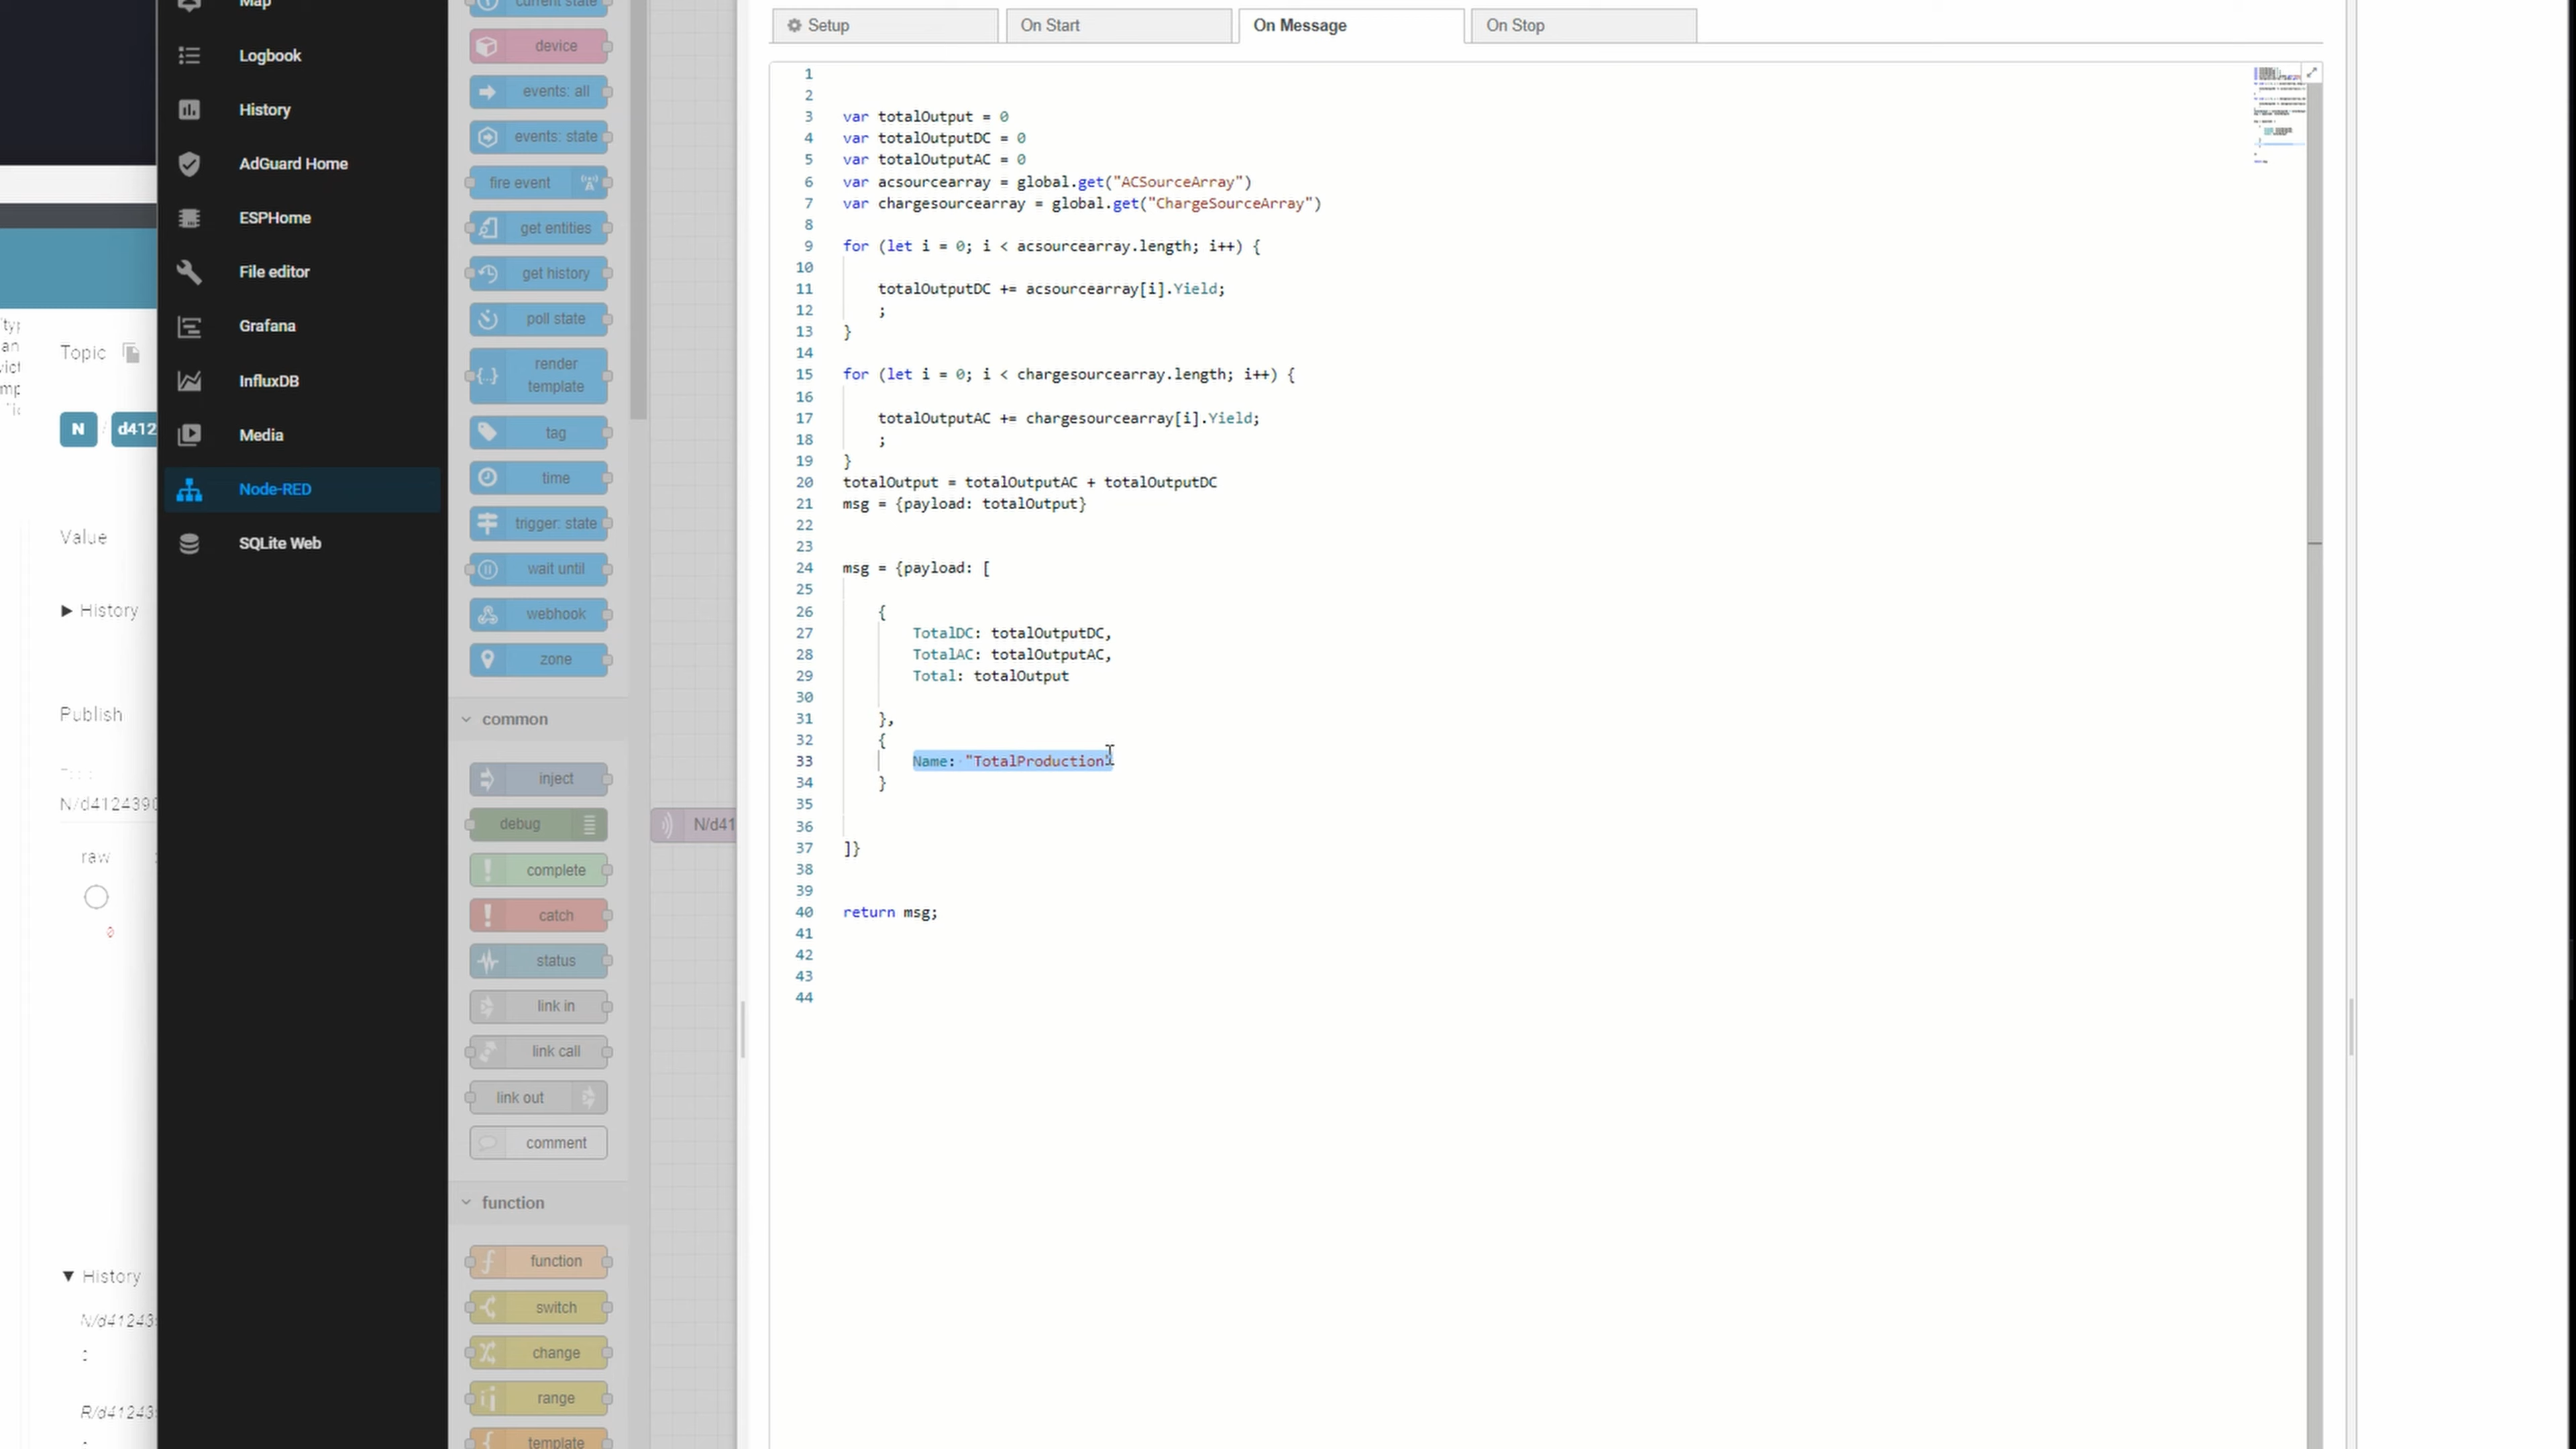 Map
Logbook
History
AdGuard Home
ESPHome
File editor
Grafana
InfluxDB
Media
Node-RED
SQLite Web
Topic
N / d412
Value
▶ History
Publish
N/d4124390
raw
0
▼ History
N/d41243
:
R/d41243
current state
device
events: all
events: state
fire event
get entities
get history
poll state
render
template
tag
time
trigger: state
wait until
webhook
zone
common
inject
debug
complete
catch
status
link in
link call
link out
comment
function
function
switch
change
range
template
N/d41
Setup
On Start
On Message
On Stop
1
2
3 var totalOutput = 0
4 var totalOutputDC = 0
5 var totalOutputAC = 0
6 var acsourcearray = global.get("ACSourceArray")
7 var chargesourcearray = global.get("ChargeSourceArray")
8
9 for (let i = 0; i < acsourcearray.length; i++) {
10
11 totalOutputDC += acsourcearray[i].Yield;
12 ;
13 }
14
15 for (let i = 0; i < chargesourcearray.length; i++) {
16
17 totalOutputAC += chargesourcearray[i].Yield;
18 ;
19 }
20 totalOutput = totalOutputAC + totalOutputDC
21 msg = {payload: totalOutput}
22
23
24 msg = {payload: [
25
26 {
27 TotalDC: totalOutputDC,
28 TotalAC: totalOutputAC,
29 Total: totalOutput
30
31 },
32 {
33 Name: "TotalProduction"
34 }
35
36
37 ]}
38
39
40 return msg;
41
42
43
44